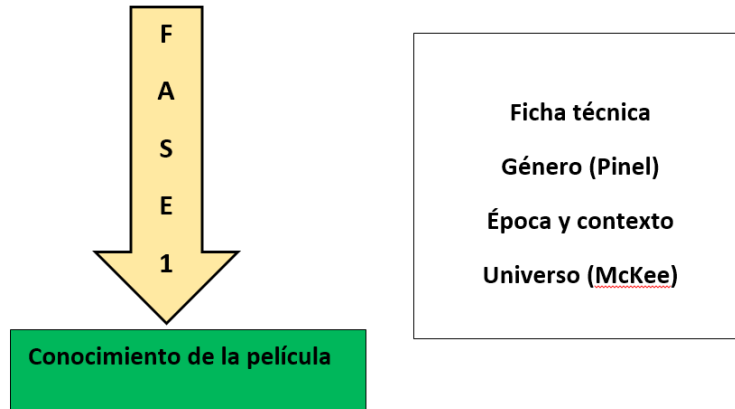 F
A
S
E
1
Conocimiento de la película
Ficha técnica
Género (Pinel)
Época y contexto
Universo (McKee)